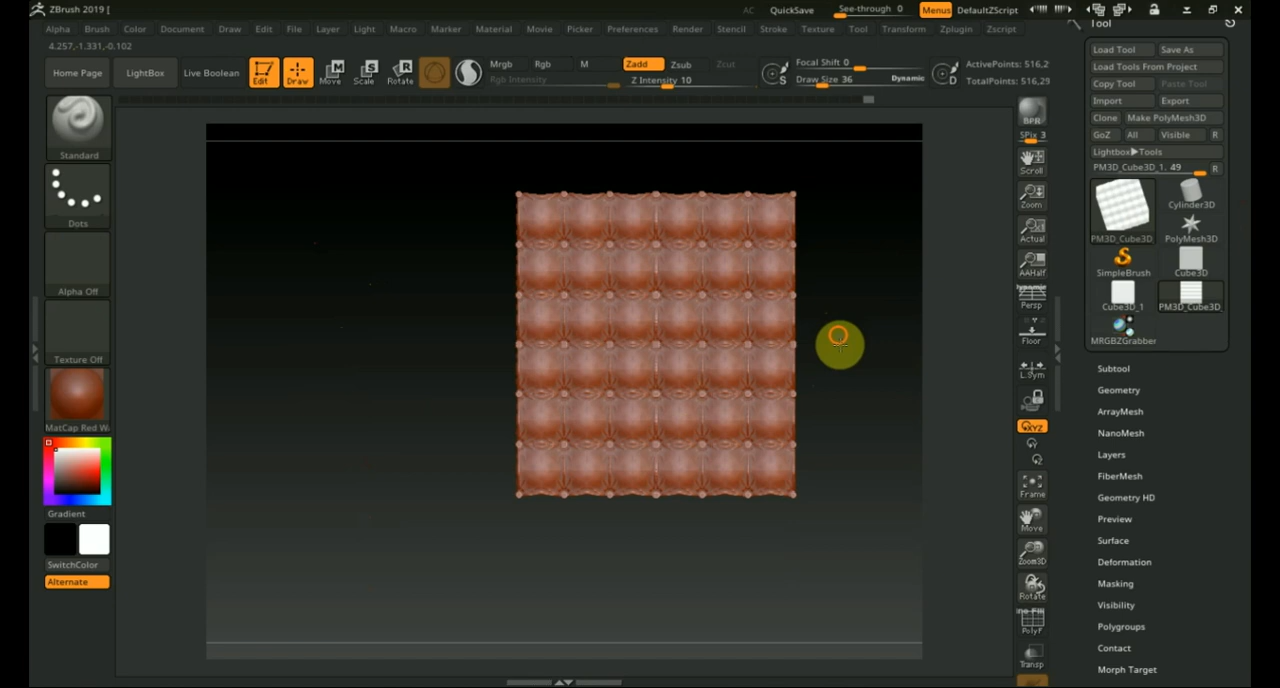 ZBrush 2019 [
AC QuickSave See-through 0 Menus DefaultZScript
Alpha Brush Color Document Draw Edit File Layer Light Macro Marker Material Movie Picker Preferences Render Stencil Stroke Texture Tool Transform Zplugin Zscript
4.257,-1.331,-0.102
Home Page LightBox Live Boolean Edit Draw Move Scale Rotate
Mrgb Rgb M Zadd Zsub Zcut
Rgb Intensity Z Intensity 10
S Focal Shift 0
Draw Size 36 Dynamic
D ActivePoints: 516,2
TotalPoints: 516,29
Standard
Dots
Alpha Off
Texture Off
MatCap Red W
Gradient
SwitchColor
Alternate
BPR
SPix 3
Scroll
Zoom
Actual
AAHalf
Dynamic
Persp
Floor
L.Sym
XYZ
Frame
Move
Zoom3D
Rotate
ine Fill
PolyF
Transp
Tool
Load Tool Save As
Load Tools From Project
Copy Tool Paste Tool
Import Export
Clone Make PolyMesh3D
GoZ All Visible R
Lightbox▶Tools
PM3D_Cube3D_1. 49 R
PM3D_Cube3D Cylinder3D
PolyMesh3D
SimpleBrush Cube3D
Cube3D_1 PM3D_Cube3D_
MRGBZGrabber
Subtool
Geometry
ArrayMesh
NanoMesh
Layers
FiberMesh
Geometry HD
Preview
Surface
Deformation
Masking
Visibility
Polygroups
Contact
Morph Target